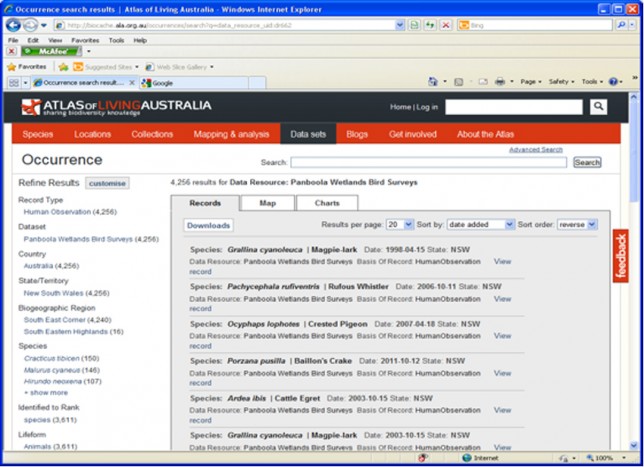 Occurrence search results | Atlas of Living Australia - Windows Internet Explorer
http://biocache.ala.org.au/occurrences/search?q=data_resource_uid:dr662
Bing
File Edit View Favorites Tools Help
McAfee
Favorites Suggested Sites Web Slice Gallery
Occurrence search result... Google
Page Safety Tools
ATLAS OF LIVING AUSTRALIA
sharing biodiversity knowledge
Home | Log in
Species Locations Collections Mapping & analysis Data sets Blogs Get involved About the Atlas
Advanced Search
Occurrence
Search: Search
Refine Results customise
4,256 results for Data Resource: Panboola Wetlands Bird Surveys
Record Type
Human Observation (4,256)
Dataset
Panboola Wetlands Bird Surveys (4,256)
Country
Australia (4,256)
State/Territory
New South Wales (4,256)
Biogeographic Region
South East Corner (4,240)
South Eastern Highlands (16)
Species
Cracticus tibicen (150)
Malurus cyaneus (146)
Hirundo neoxena (107)
+ show more
Identified to Rank
species (3,611)
Lifeform
Animals (3,611)
Records Map Charts
Downloads
Results per page: 20 Sort by: date added Sort order: reverse
Species: Grallina cyanoleuca | Magpie-lark Date: 1998-04-15 State: NSW
Data Resource: Panboola Wetlands Bird Surveys Basis Of Record: HumanObservation View
record
Species: Pachycephala rufiventris | Rufous Whistler Date: 2006-10-11 State: NSW
Data Resource: Panboola Wetlands Bird Surveys Basis Of Record: HumanObservation View
record
Species: Ocyphaps lophotes | Crested Pigeon Date: 2007-04-18 State: NSW
Data Resource: Panboola Wetlands Bird Surveys Basis Of Record: HumanObservation View
record
Species: Porzana pusilla | Baillon's Crake Date: 2011-10-12 State: NSW
Data Resource: Panboola Wetlands Bird Surveys Basis Of Record: HumanObservation View
record
Species: Ardea ibis | Cattle Egret Date: 2003-10-15 State: NSW
Data Resource: Panboola Wetlands Bird Surveys Basis Of Record: HumanObservation View
record
Species: Grallina cyanoleuca | Magpie-lark Date: 2003-10-15 State: NSW
Data Resource: Panboola Wetlands Bird Surveys Basis Of Record: HumanObservation View
feedback
Internet 100%